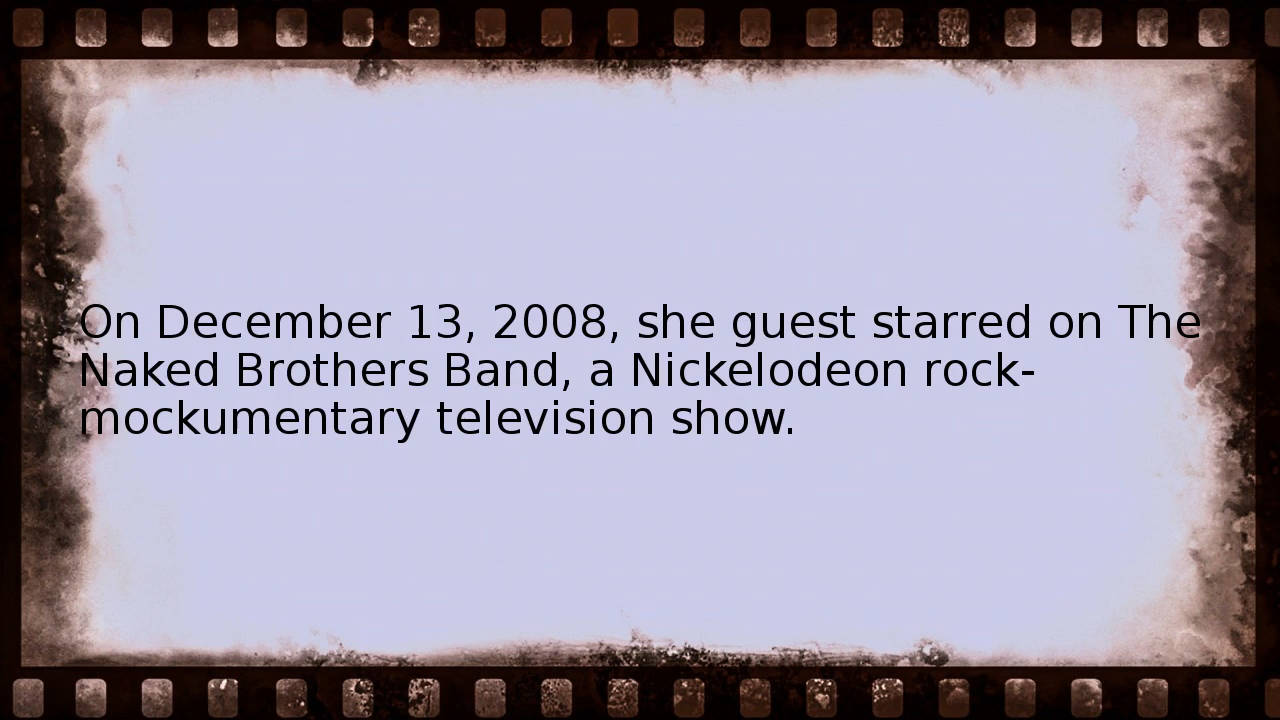 On December 13, 2008, she guest starred on The
Naked Brothers Band, a Nickelodeon rock-
mockumentary television show.